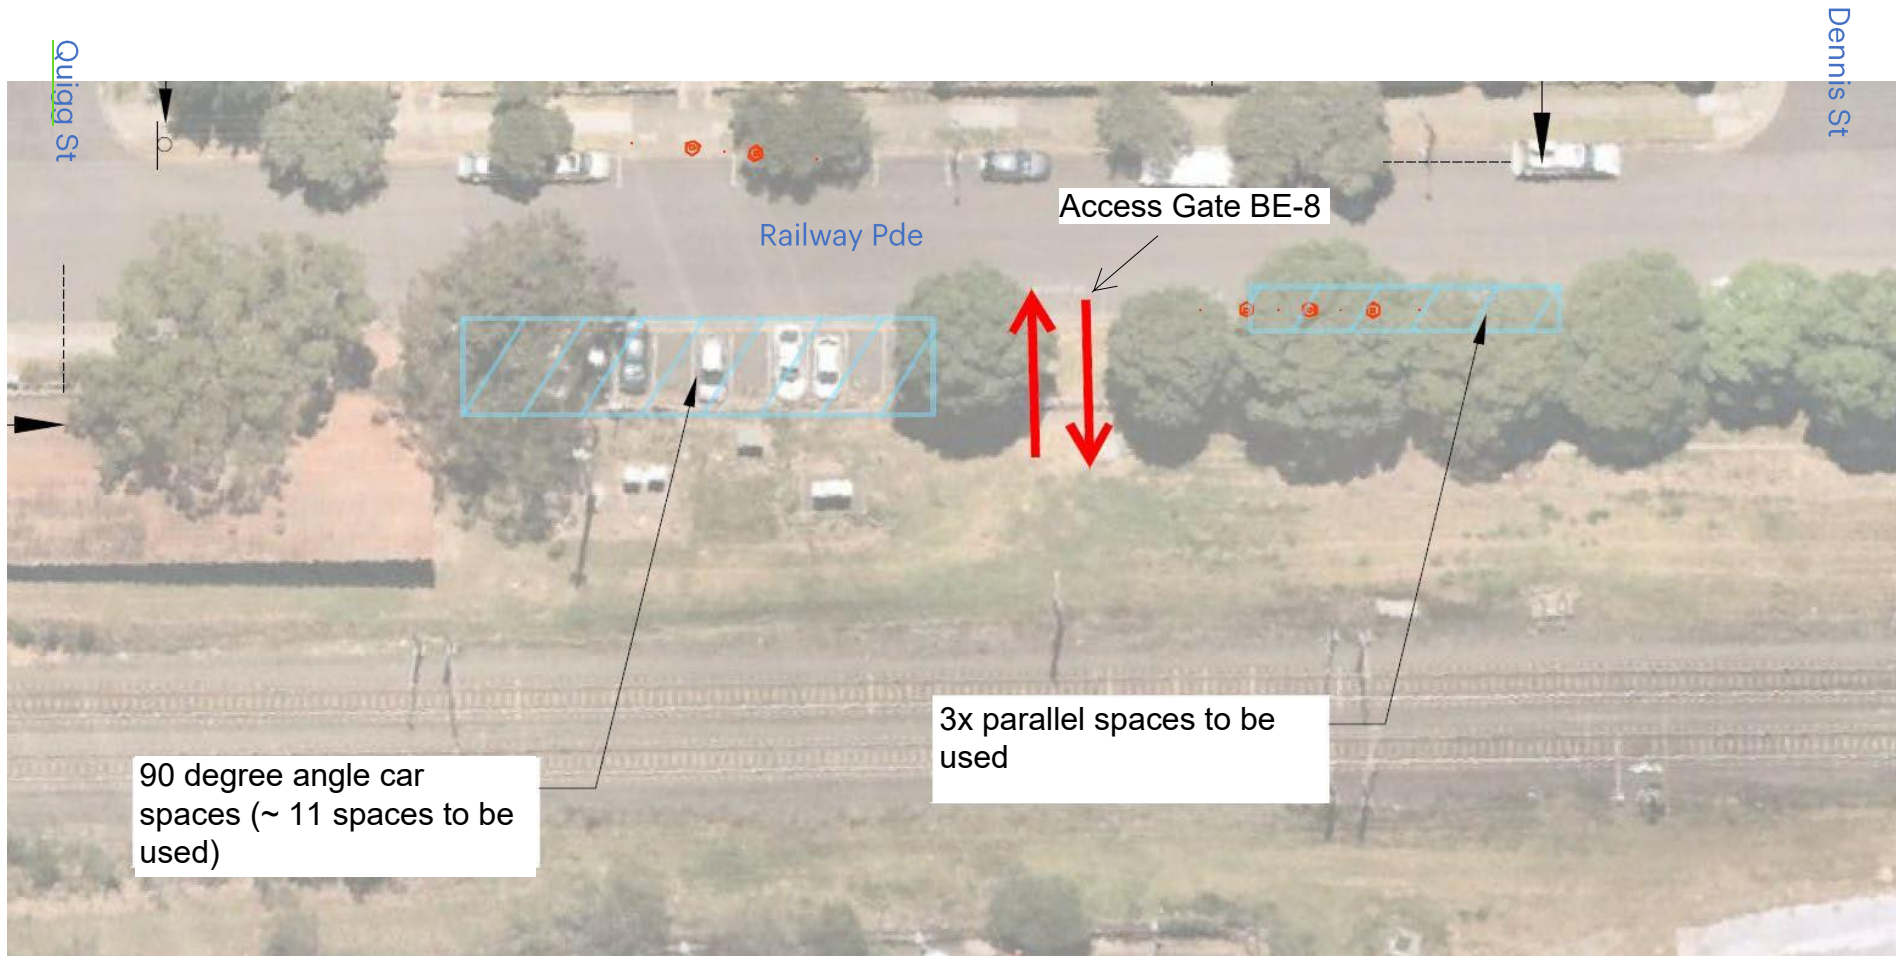 Quigg St
Dennis St
Access Gate BE-8
Railway Pde
3x parallel spaces to be
used
90 degree angle car
spaces (~ 11 spaces to be
used)